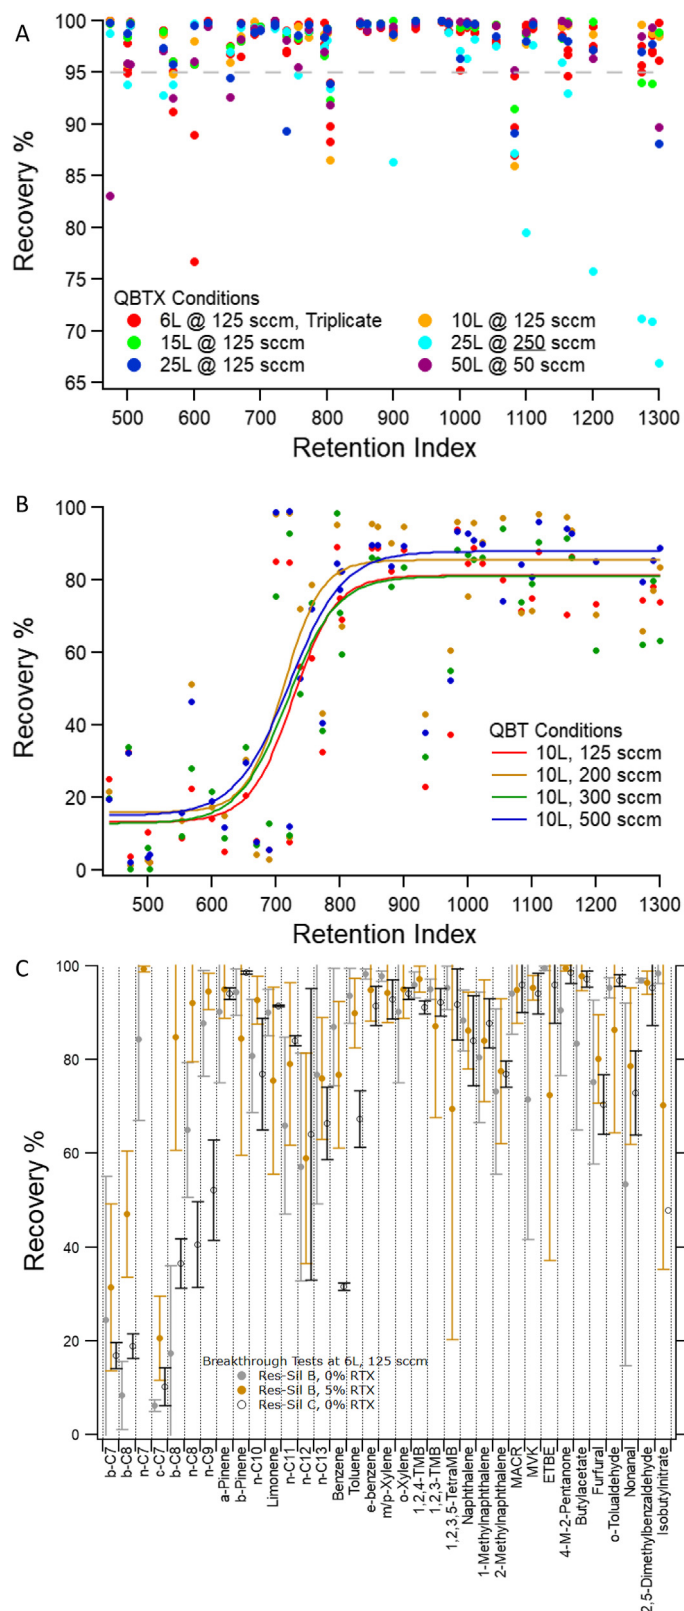 A
Recovery %
100
95
90
85
80
75
70
65
QBTX Conditions
6L @ 125 sccm, Triplicate
10L @ 125 sccm
15L @ 125 sccm
25L @ 250 sccm
25L @ 125 sccm
50L @ 50 sccm
500 600 700 800 900 1000 1100 1200 1300
Retention Index
B
Recovery %
100
80
60
40
20
0
QBT Conditions
10L, 125 sccm
10L, 200 sccm
10L, 300 sccm
10L, 500 sccm
500 600 700 800 900 1000 1100 1200 1300
Retention Index
C
Recovery %
100
80
60
40
20
0
Breakthrough Tests at 6L, 125 sccm
Res-Sil B, 0% RTX
Res-Sil B, 5% RTX
Res-Sil C, 0% RTX
b-C7
b-C8
n-C7
c-C7
b-C8
n-C8
n-C9
a-Pinene
b-Pinene
n-C10
Limonene
n-C11
n-C12
n-C13
Benzene
Toluene
e-benzene
m/p-Xylene
o-Xylene
1,2,4-TMB
1,2,3-TMB
1,2,3,5-TetraMB
Naphthalene
1-Methylnaphthalene
2-Methylnaphthalene
MACR
MVK
ETBE
4-M-2-Pentanone
Butylacetate
Furfural
o-Tolualdehyde
Nonanal
2,5-Dimethylbenzaldehyde
Isobutylnitrate